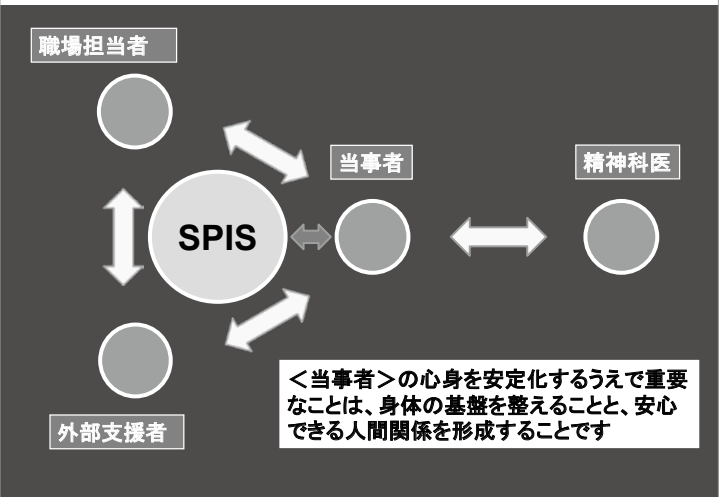 職場担当者
当事者
精神科医
SPIS
外部支援者
＜当事者＞の心身を安定化するうえで重要
なことは、身体の基盤を整えることと、安心
できる人間関係を形成することです